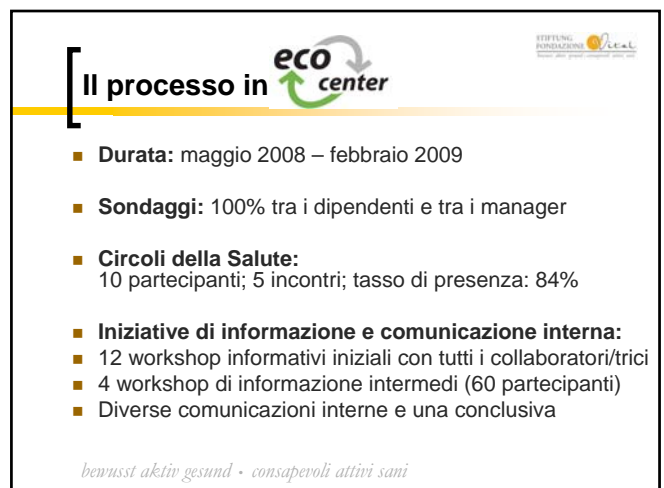 STIFTUNG
FONDAZIONE Vital
Il processo in eco center
Durata: maggio 2008 – febbraio 2009
Sondaggi: 100% tra i dipendenti e tra i manager
Circoli della Salute:
10 partecipanti; 5 incontri; tasso di presenza: 84%
Iniziative di informazione e comunicazione interna:
12 workshop informativi iniziali con tutti i collaboratori/trici
4 workshop di informazione intermedi (60 partecipanti)
Diverse comunicazioni interne e una conclusiva
bewusst aktiv gesund • consapevoli attivi sani